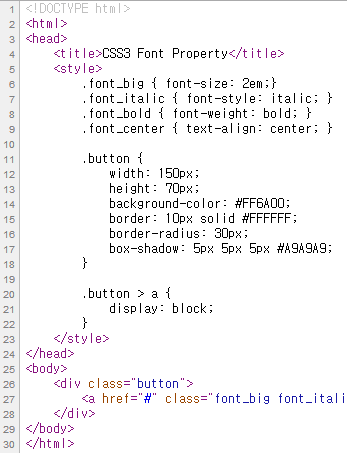 1 <!DOCTYPE html>
2 <html>
3 <head>
4     <title>CSS3 Font Property</title>
5     <style>
6         .font_big { font-size: 2em;}
7         .font_italic { font-style: italic; }
8         .font_bold { font-weight: bold; }
9         .font_center { text-align: center; }
10
11         .button {
12             width: 150px;
13             height: 70px;
14             background-color: #FF6A00;
15             border: 10px solid #FFFFFF;
16             border-radius: 30px;
17             box-shadow: 5px 5px 5px #A9A9A9;
18         }
19
20         .button > a {
21             display: block;
22         }
23     </style>
24 </head>
25 <body>
26     <div class="button">
27         <a href="#" class="font_big font_itali
28     </div>
29 </body>
30 </html>